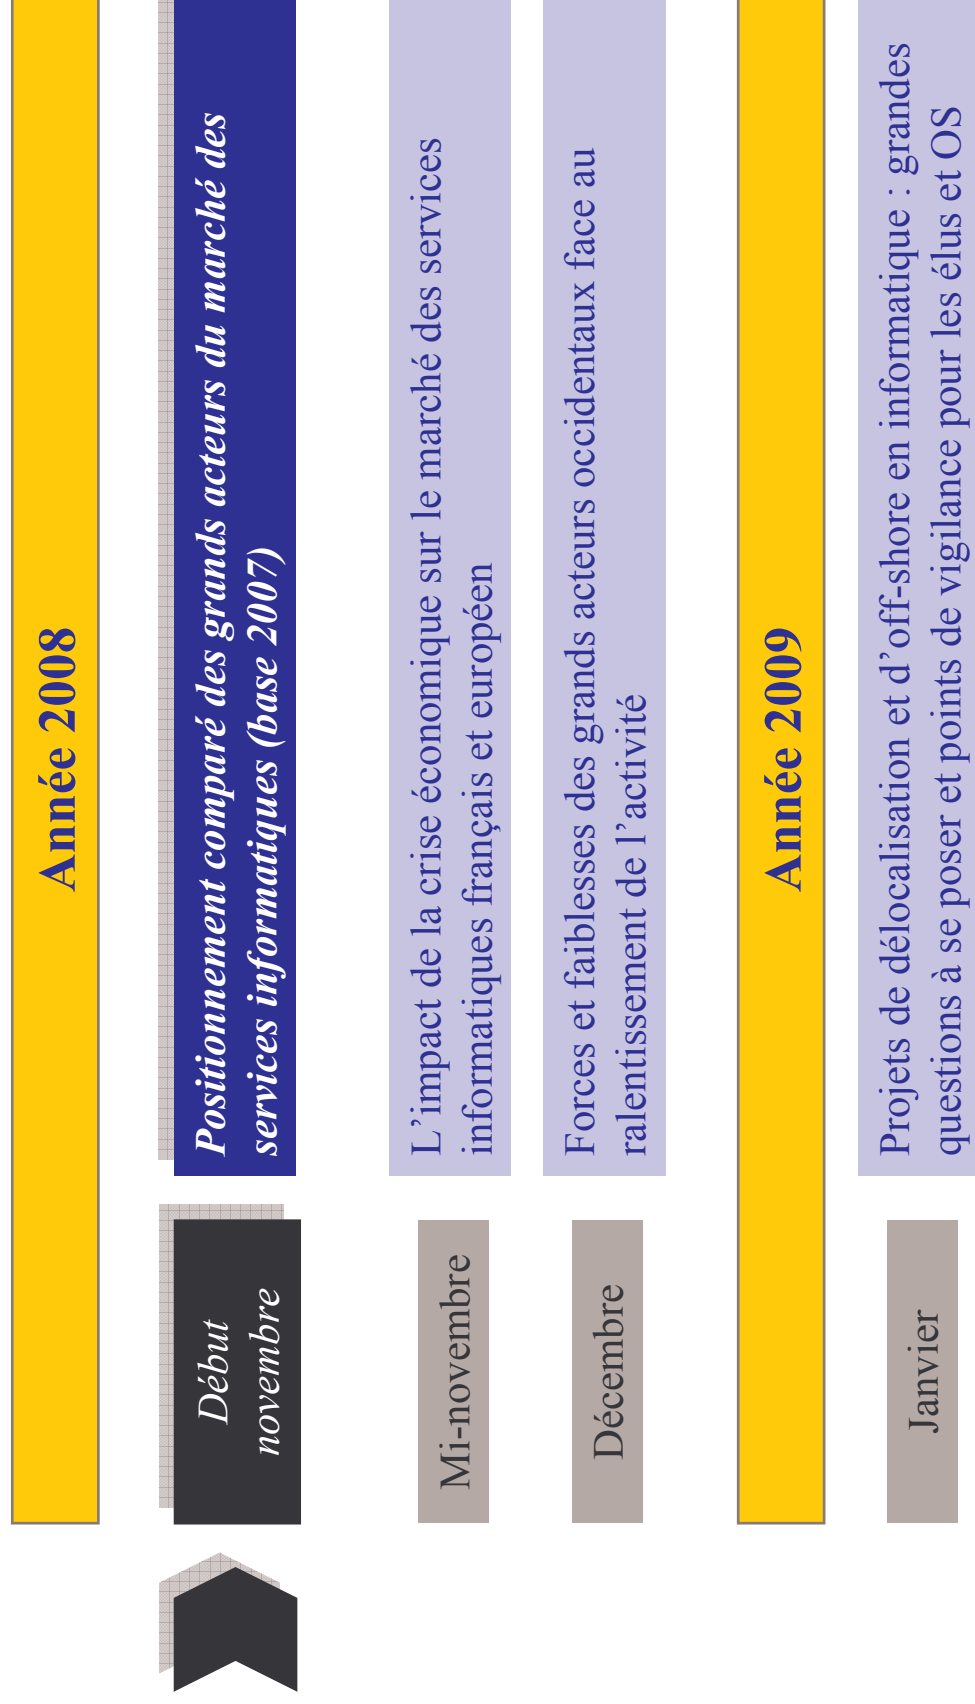 Année 2008
Début
novembre
Positionnement comparé des grands acteurs du marché des
services informatiques (base 2007)
Mi-novembre
L’impact de la crise économique sur le marché des services
informatiques français et européen
Décembre
Forces et faiblesses des grands acteurs occidentaux face au
ralentissement de l’activité
Année 2009
Janvier
Projets de délocalisation et d’off-shore en informatique : grandes
questions à se poser et points de vigilance pour les élus et OS